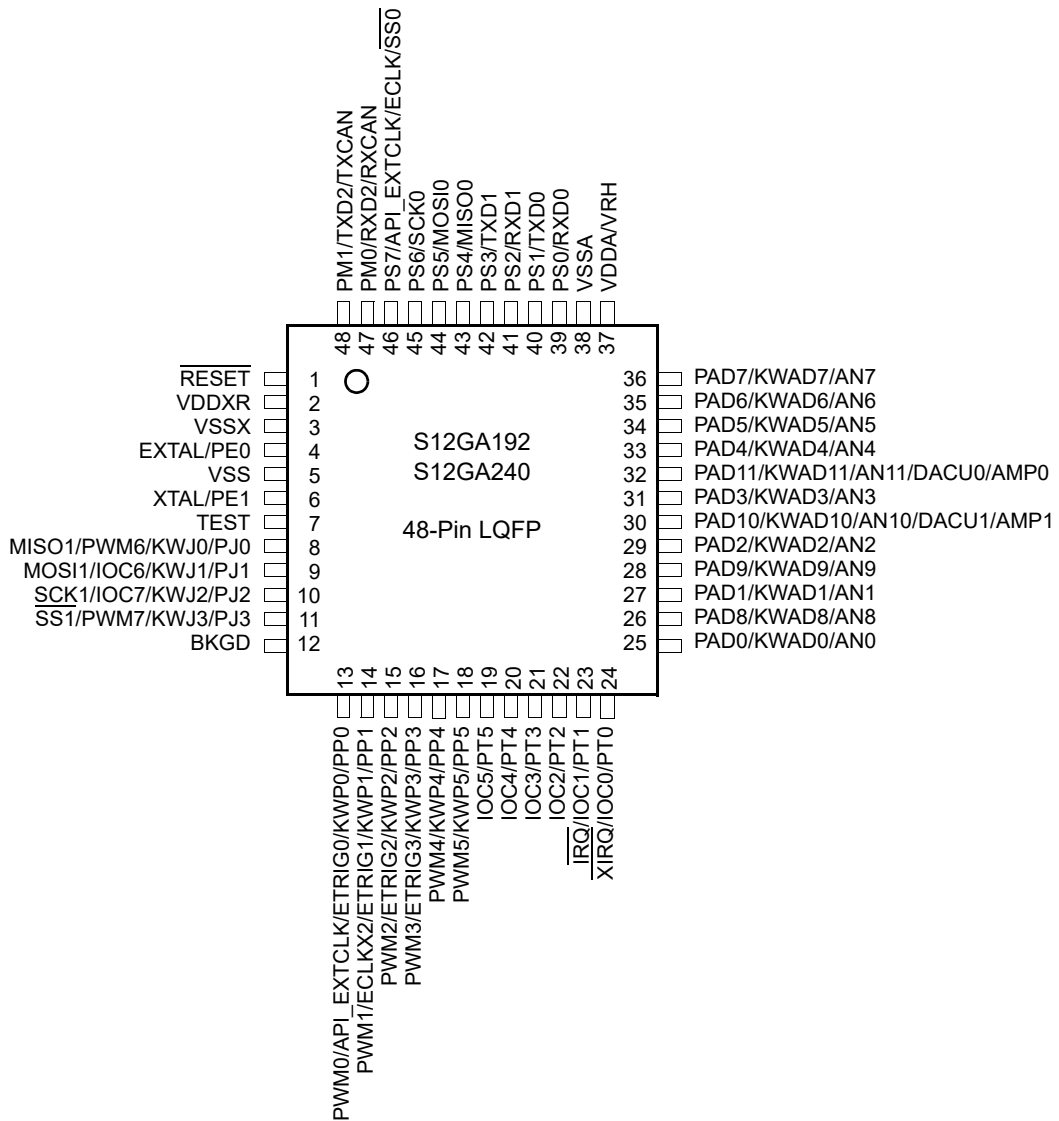 PM1/TXD2/TXCAN
PM0/RXD2/RXCAN
PS7/API_EXTCLK/ECLK/SS0
PS6/SCK0
PS5/MOSI0
PS4/MISO0
PS3/TXD1
PS2/RXD1
PS1/TXD0
PS0/RXD0
VSSA
VDDA/VRH
48
47
46
45
44
43
42
41
40
39
38
37
RESET 1
VDDXR 2
VSSX 3
EXTAL/PE0 4
VSS 5
XTAL/PE1 6
TEST 7
MISO1/PWM6/KWJ0/PJ0 8
MOSI1/IOC6/KWJ1/PJ1 9
SCK1/IOC7/KWJ2/PJ2 10
SS1/PWM7/KWJ3/PJ3 11
BKGD 12
S12GA192
S12GA240
48-Pin LQFP
36 PAD7/KWAD7/AN7
35 PAD6/KWAD6/AN6
34 PAD5/KWAD5/AN5
33 PAD4/KWAD4/AN4
32 PAD11/KWAD11/AN11/DACU0/AMP0
31 PAD3/KWAD3/AN3
30 PAD10/KWAD10/AN10/DACU1/AMP1
29 PAD2/KWAD2/AN2
28 PAD9/KWAD9/AN9
27 PAD1/KWAD1/AN1
26 PAD8/KWAD8/AN8
25 PAD0/KWAD0/AN0
13
14
15
16
17
18
19
20
21
22
23
24
PWM0/API_EXTCLK/ETRIG0/KWP0/PP0
PWM1/ECLKX2/ETRIG1/KWP1/PP1
PWM2/ETRIG2/KWP2/PP2
PWM3/ETRIG3/KWP3/PP3
PWM4/KWP4/PP4
PWM5/KWP5/PP5
IOC5/PT5
IOC4/PT4
IOC3/PT3
IOC2/PT2
IRQ/IOC1/PT1
XIRQ/IOC0/PT0